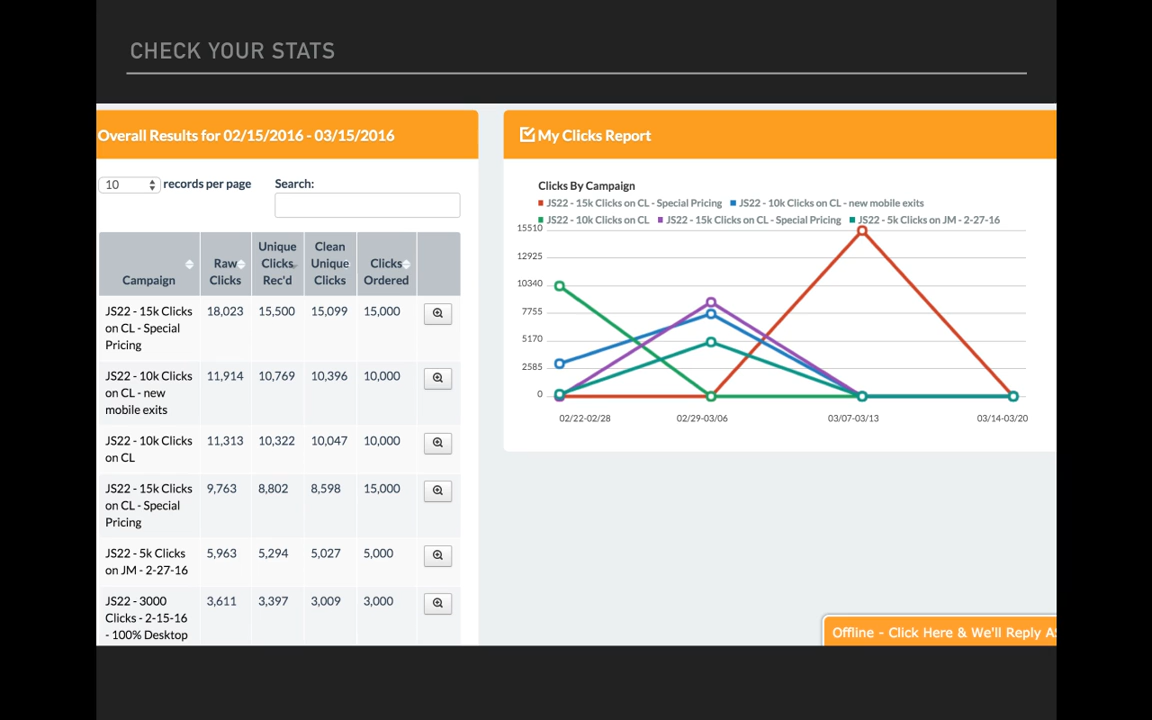 CHECK YOUR STATS
Overall Results for 02/15/2016 - 03/15/2016
10 records per page
Search:
Campaign
Raw
Clicks
Unique
Clicks
Rec'd
Clean
Unique
Clicks
Clicks
Ordered
JS22 - 15k Clicks
on CL - Special
Pricing
18,023 15,500 15,099 15,000
JS22 - 10k Clicks
on CL - new
mobile exits
11,914 10,769 10,396 10,000
JS22 - 10k Clicks
on CL
11,313 10,322 10,047 10,000
JS22 - 15k Clicks
on CL - Special
Pricing
9,763 8,802 8,598 15,000
JS22 - 5k Clicks
on JM - 2-27-16
5,963 5,294 5,027 5,000
JS22 - 3000
Clicks - 2-15-16
- 100% Desktop
3,611 3,397 3,009 3,000
My Clicks Report
Clicks By Campaign
JS22 - 15k Clicks on CL - Special Pricing JS22 - 10k Clicks on CL - new mobile exits
JS22 - 10k Clicks on CL JS22 - 15k Clicks on CL - Special Pricing JS22 - 5k Clicks on JM - 2-27-16
15510
12925
10340
7755
5170
2585
0
02/22-02/28 02/29-03/06 03/07-03/13 03/14-03/20
Offline - Click Here & We'll Reply